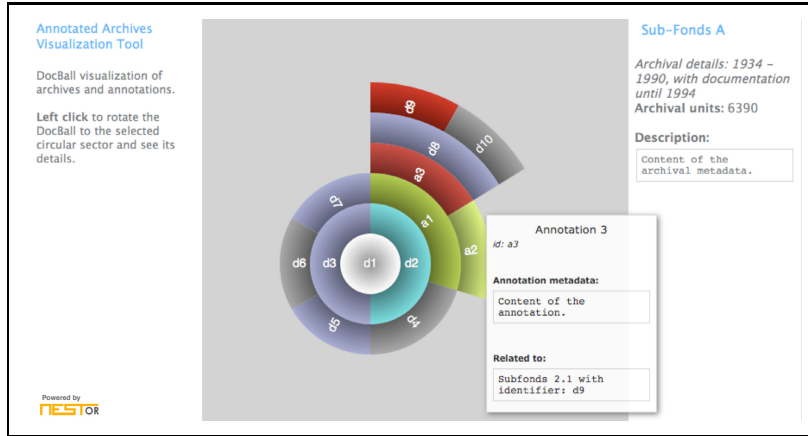 Annotated Archives
Visualization Tool
DocBall visualization of
archives and annotations.
Left click to rotate the
DocBall to the selected
circular sector and see its
details.
Powered by
NESTOR
d9
d10
d8
a3
d7
a1
a2
d6
d3
d1
d2
d5
d4
Annotation 3
id: a3
Annotation metadata:
Content of the
annotation.
Related to:
Subfonds 2.1 with
identifier: d9
Sub-Fonds A
Archival details: 1934 –
1990, with documentation
until 1994
Archival units: 6390
Description:
Content of the
archival metadata.